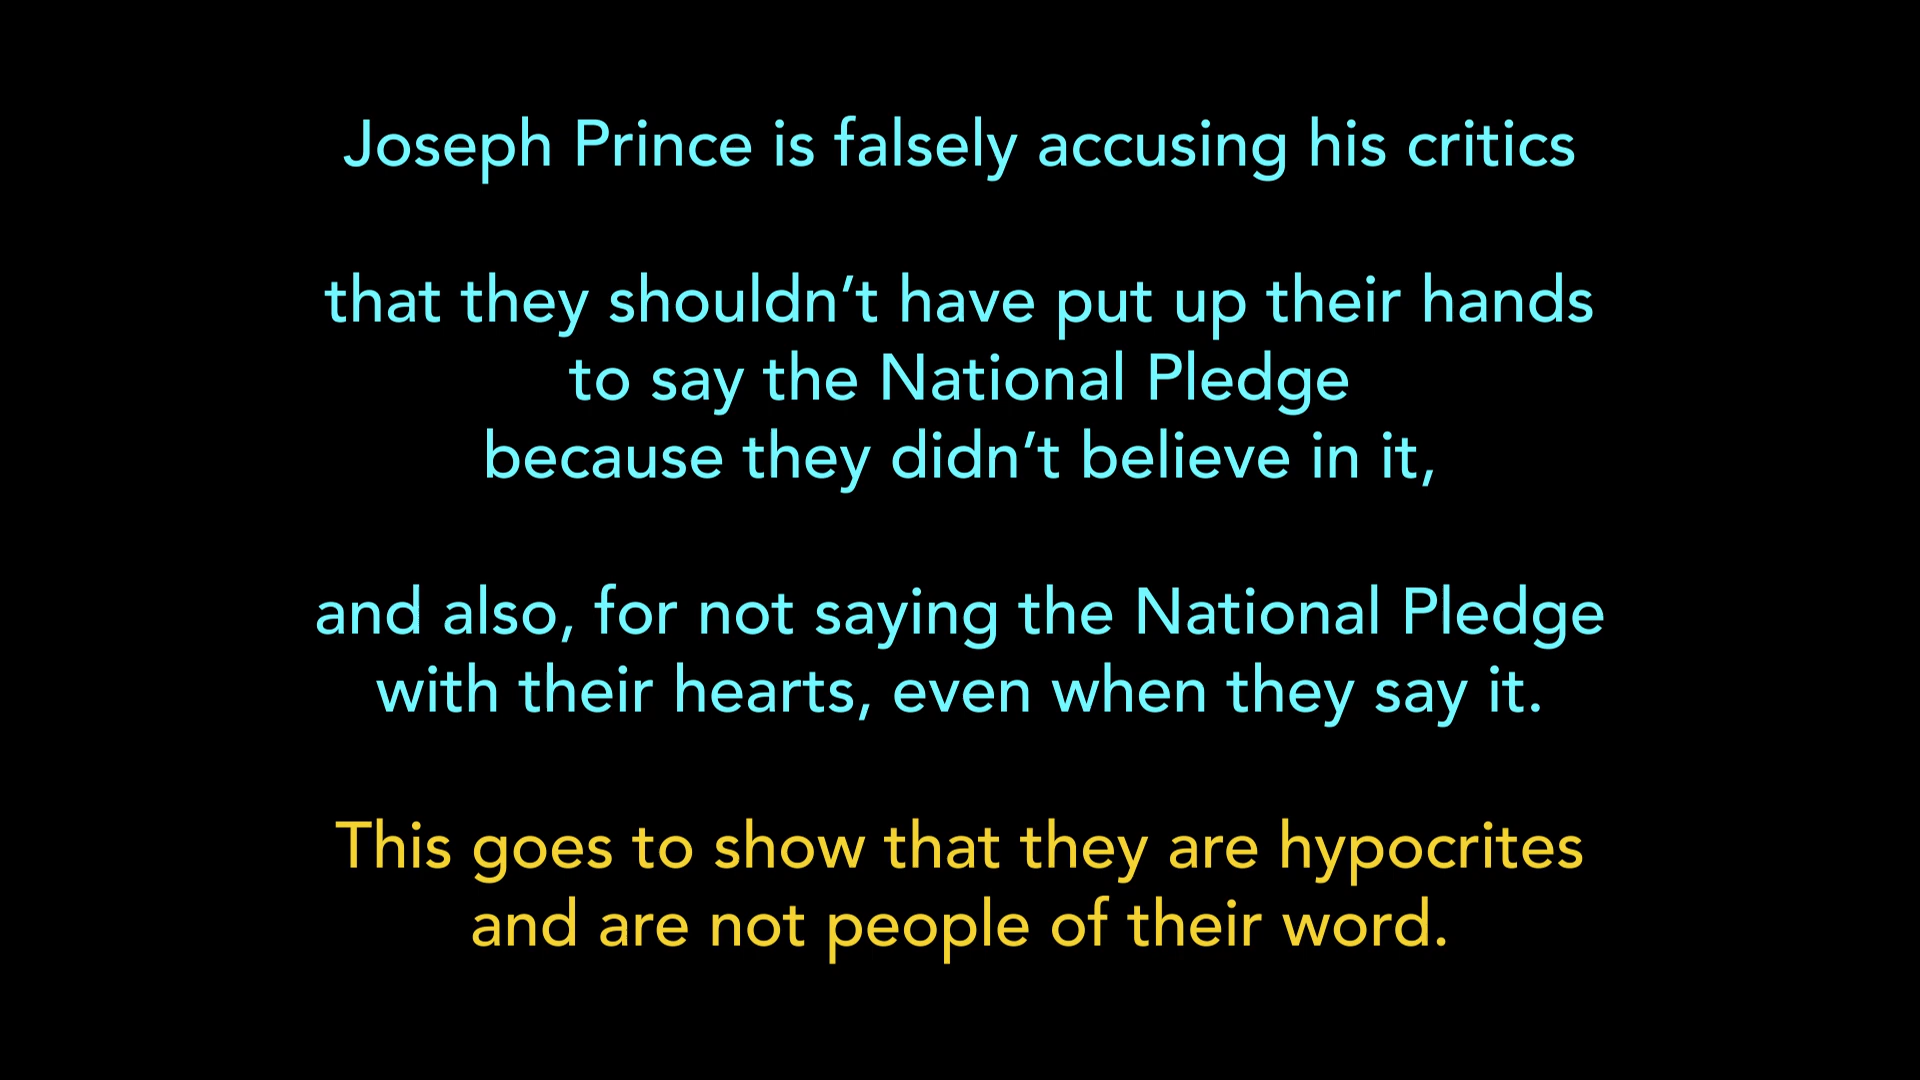 Joseph Prince is falsely accusing his critics
that they shouldn’t have put up their hands
to say the National Pledge
because they didn’t believe in it,
and also, for not saying the National Pledge
with their hearts, even when they say it.
This goes to show that they are hypocrites
and are not people of their word.